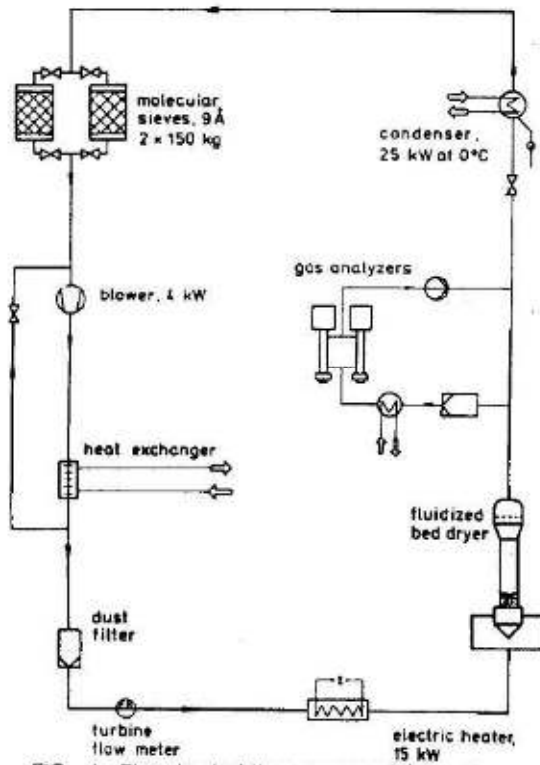 molecular
sieves, 9Å
2 × 150 kg
condenser,
25 kW at 0°C
gas analyzers
blower, 4 kW
heat exchanger
fluidized
bed dryer
dust
filter
turbine
flow meter
electric heater,
15 kW